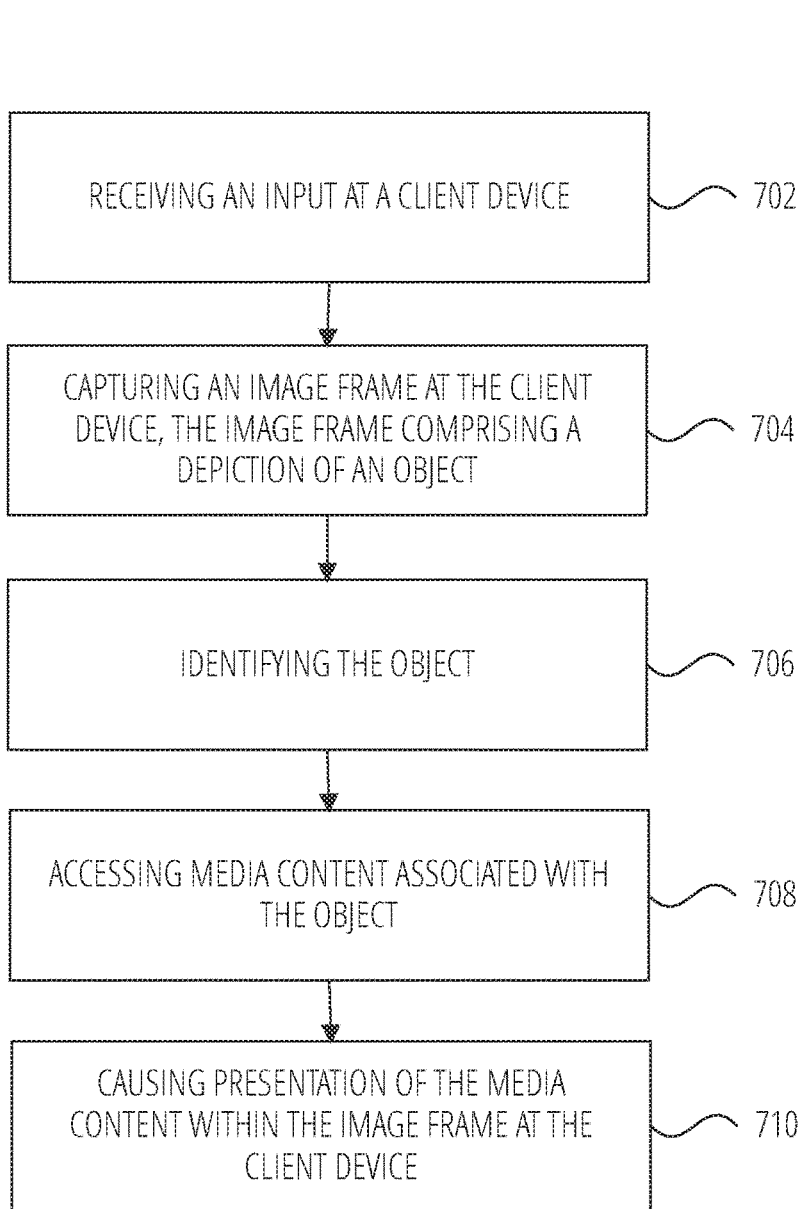 RECEIVING AN INPUT AT A CLIENT DEVICE
702
CAPTURING AN IMAGE FRAME AT THE CLIENT
DEVICE, THE IMAGE FRAME COMPRISING A
DEPICTION OF AN OBJECT
704
IDENTIFYING THE OBJECT
706
ACCESSING MEDIA CONTENT ASSOCIATED WITH
THE OBJECT
708
CAUSING PRESENTATION OF THE MEDIA
CONTENT WITHIN THE IMAGE FRAME AT THE
CLIENT DEVICE
710